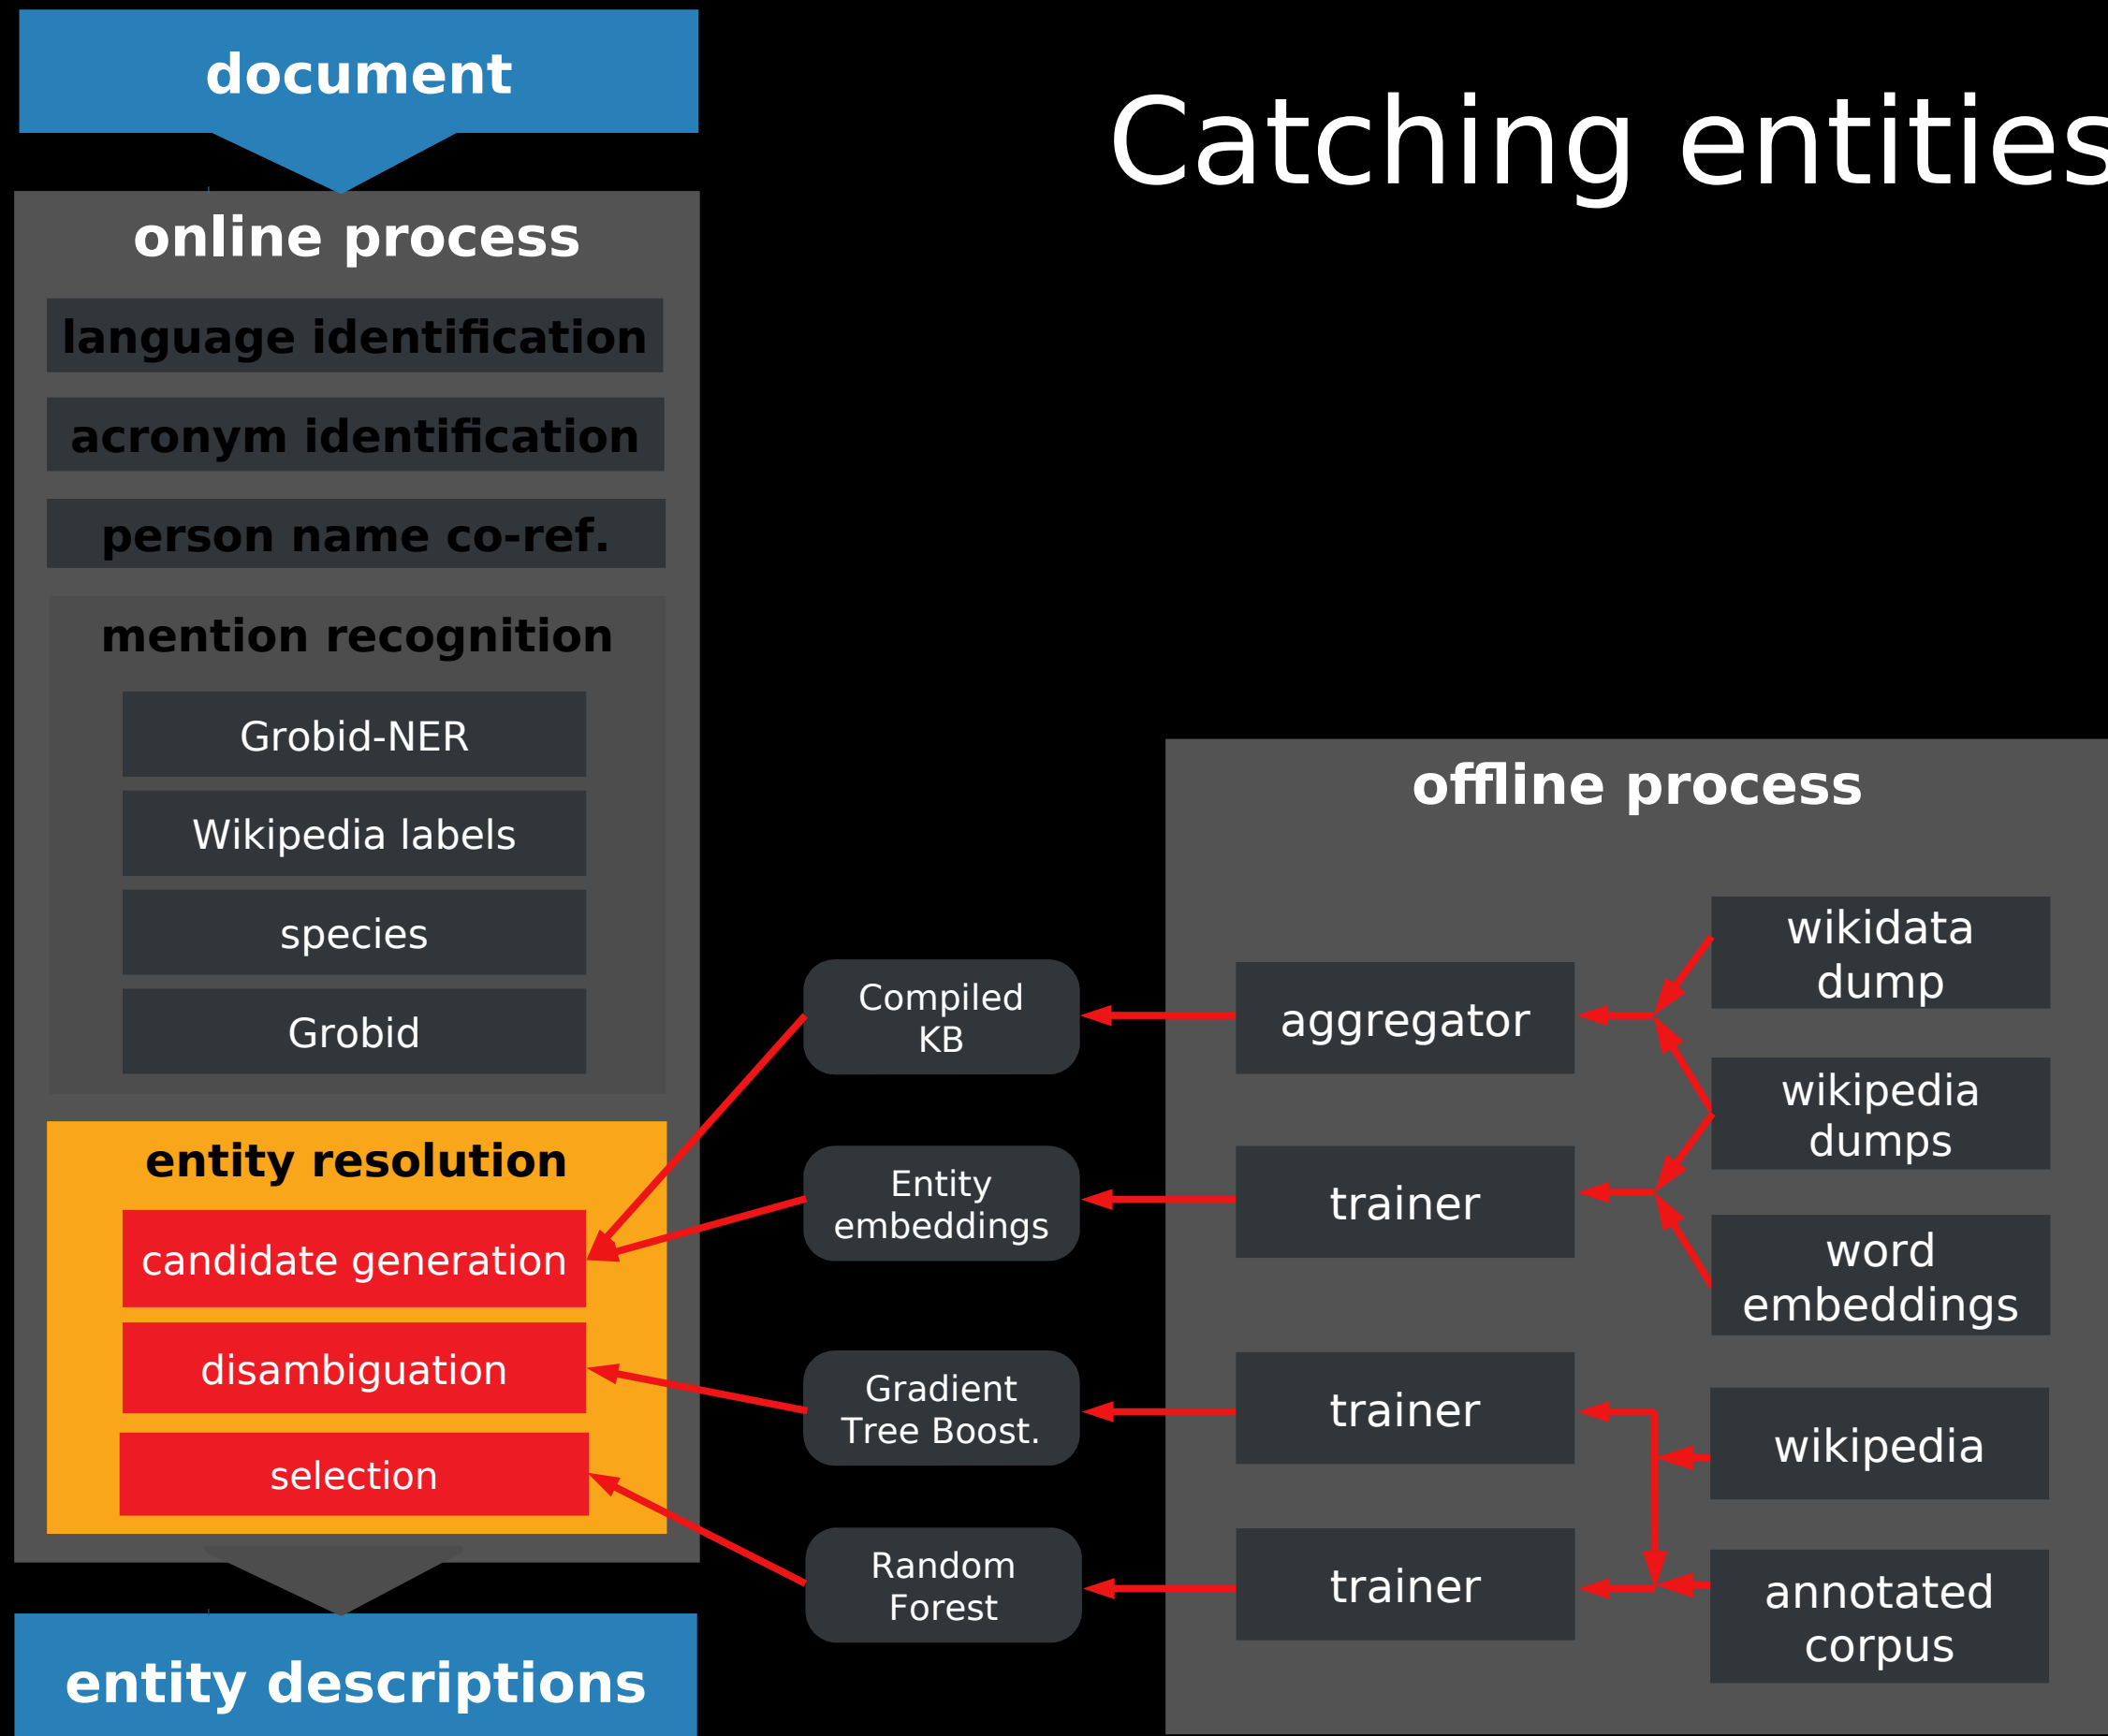 document
Catching entities
online process
language identification
acronym identification
person name co-ref.
mention recognition
Grobid-NER
Wikipedia labels
species
Grobid
entity resolution
candidate generation
disambiguation
selection
entity descriptions
Compiled
KB
Entity
embeddings
Gradient
Tree Boost.
Random
Forest
offline process
aggregator
trainer
trainer
trainer
wikidata
dump
wikipedia
dumps
word
embeddings
wikipedia
annotated
corpus